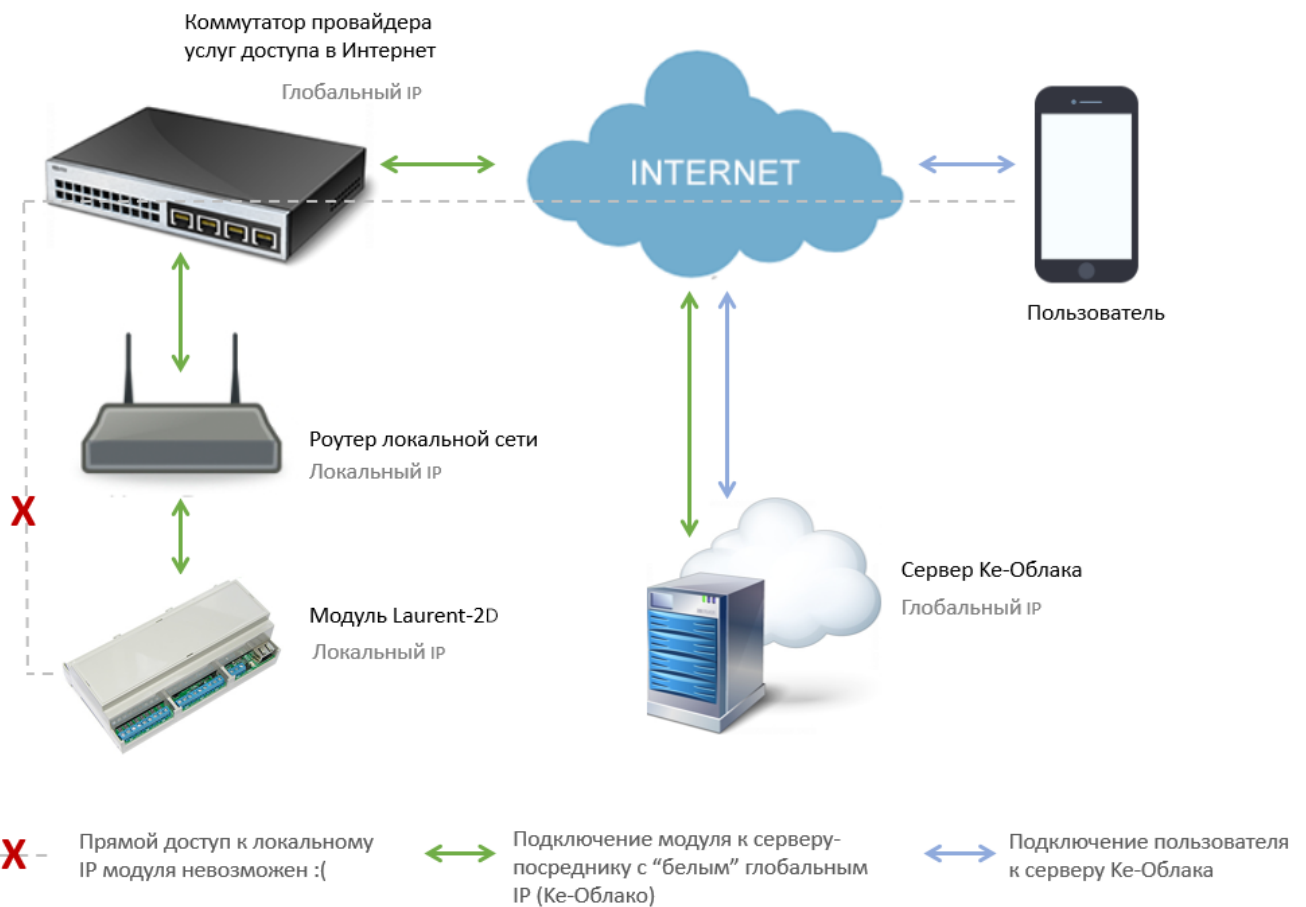 Коммутатор провайдера
услуг доступа в Интернет
Глобальный IP
INTERNET
Пользователь
Роутер локальной сети
Локальный IP
X
Модуль Laurent-2D
Локальный IP
Сервер Ке-Облака
Глобальный IP
X
Прямой доступ к локальному
IP модуля невозможен :(
Подключение модуля к серверу-
посреднику с “белым” глобальным
IP (Ке-Облако)
Подключение пользователя
к серверу Ке-Облака